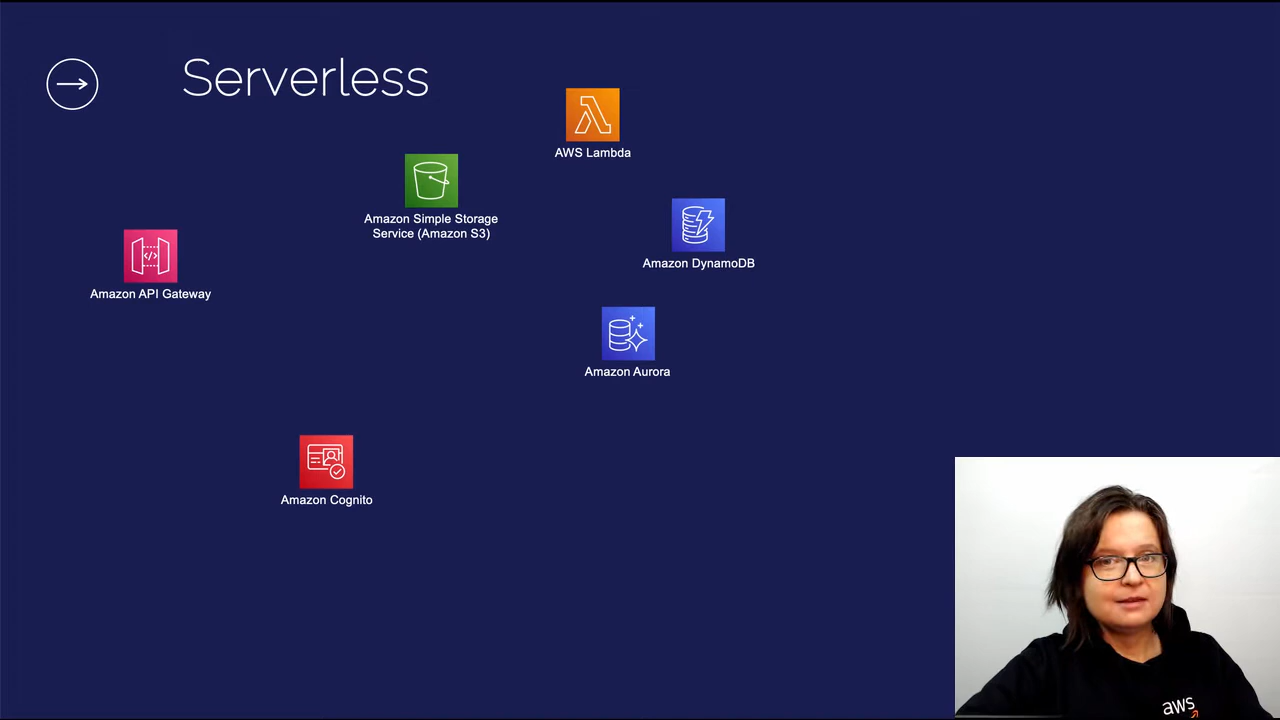 Serverless
AWS Lambda
Amazon Simple Storage
Service (Amazon S3)
Amazon DynamoDB
Amazon API Gateway
Amazon Aurora
Amazon Cognito
aws